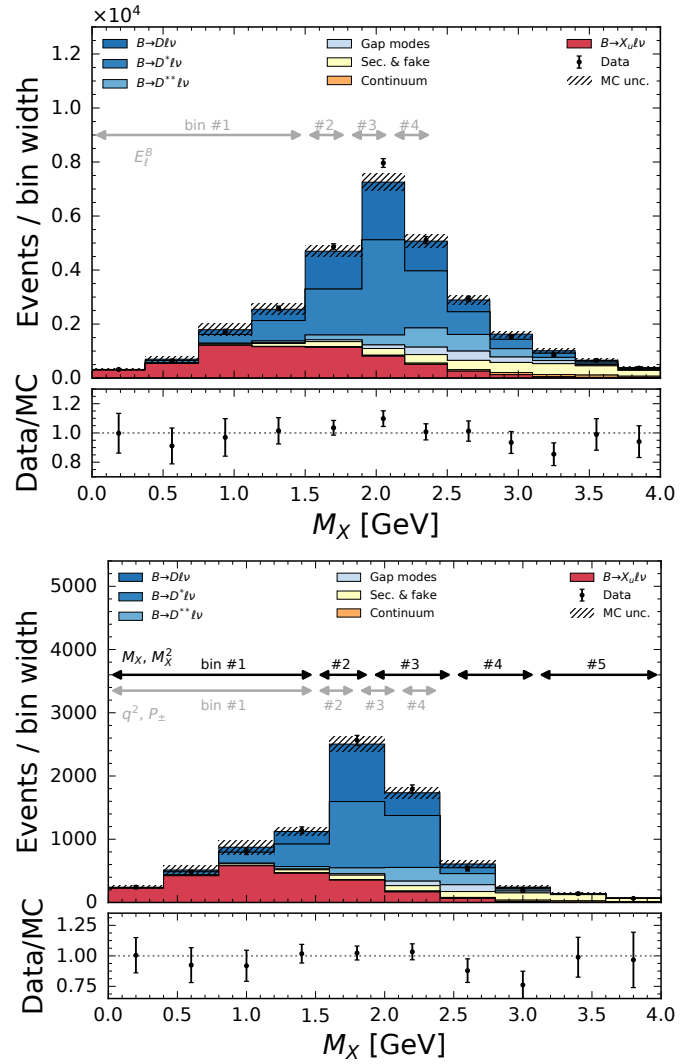 ×10⁴
B→Dℓν Gap modes B→Xᵤℓν
B→D*ℓν Sec. & fake Data
B→D**ℓν Continuum MC unc.
bin #1 #2 #3 #4
E_ℓ^B
Events / bin width
1.2
1.0
0.8
0.6
0.4
0.2
0.0
Data/MC
1.2
1.0
0.8
0.0 0.5 1.0 1.5 2.0 2.5 3.0 3.5 4.0
M_X [GeV]
B→Dℓν Gap modes B→Xᵤℓν
B→D*ℓν Sec. & fake Data
B→D**ℓν Continuum MC unc.
M_X, M_X² bin #1 #2 #3 #4 #5
q², P± bin #1 #2 #3 #4
Events / bin width
5000
4000
3000
2000
1000
0
Data/MC
1.25
1.00
0.75
0.0 0.5 1.0 1.5 2.0 2.5 3.0 3.5 4.0
M_X [GeV]